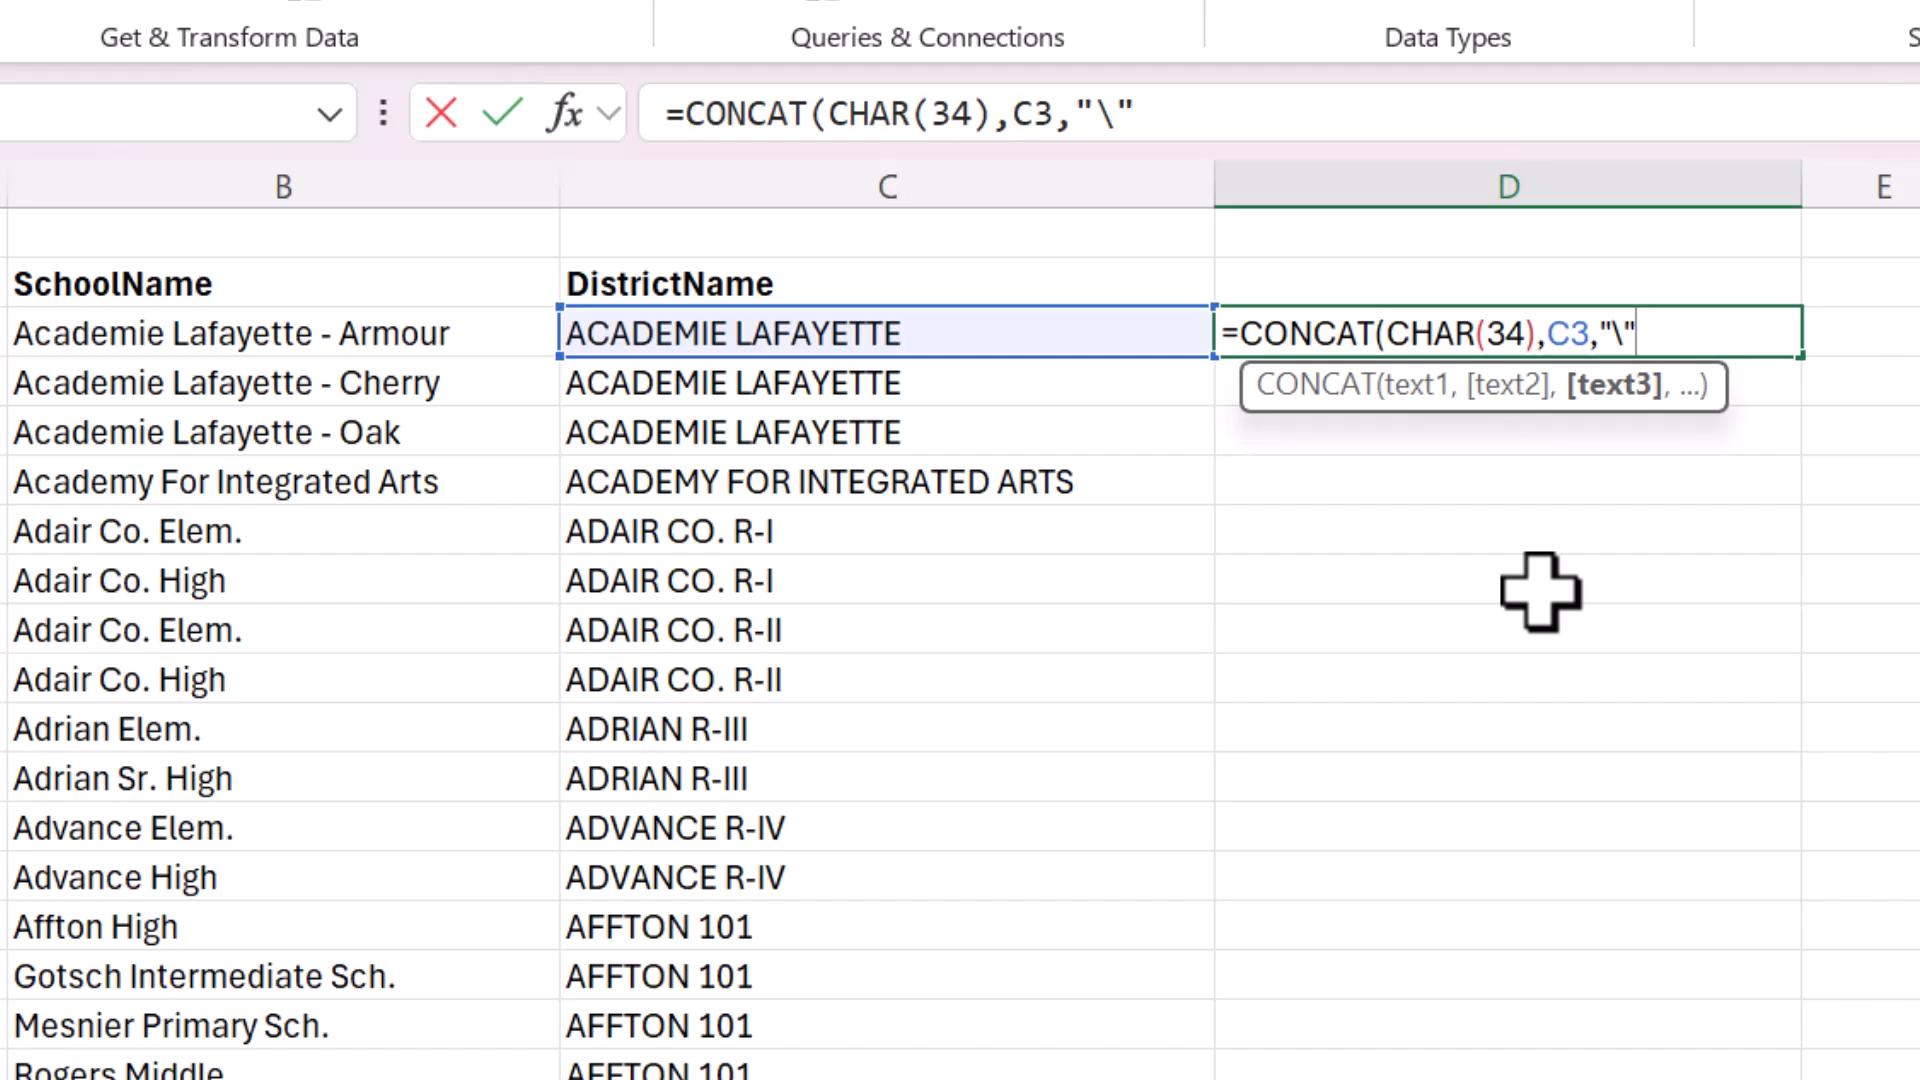 Get & Transform Data Queries & Connections Data Types S
fx =CONCAT(CHAR(34),C3,"\"
B C D E
SchoolName DistrictName
Academie Lafayette - Armour ACADEMIE LAFAYETTE =CONCAT(CHAR(34),C3,"\"
Academie Lafayette - Cherry ACADEMIE LAFAYETTE CONCAT(text1, [text2], [text3], ...)
Academie Lafayette - Oak ACADEMIE LAFAYETTE
Academy For Integrated Arts ACADEMY FOR INTEGRATED ARTS
Adair Co. Elem. ADAIR CO. R-I
Adair Co. High ADAIR CO. R-I
Adair Co. Elem. ADAIR CO. R-II
Adair Co. High ADAIR CO. R-II
Adrian Elem. ADRIAN R-III
Adrian Sr. High ADRIAN R-III
Advance Elem. ADVANCE R-IV
Advance High ADVANCE R-IV
Affton High AFFTON 101
Gotsch Intermediate Sch. AFFTON 101
Mesnier Primary Sch. AFFTON 101
Rogers Middle AFFTON 101